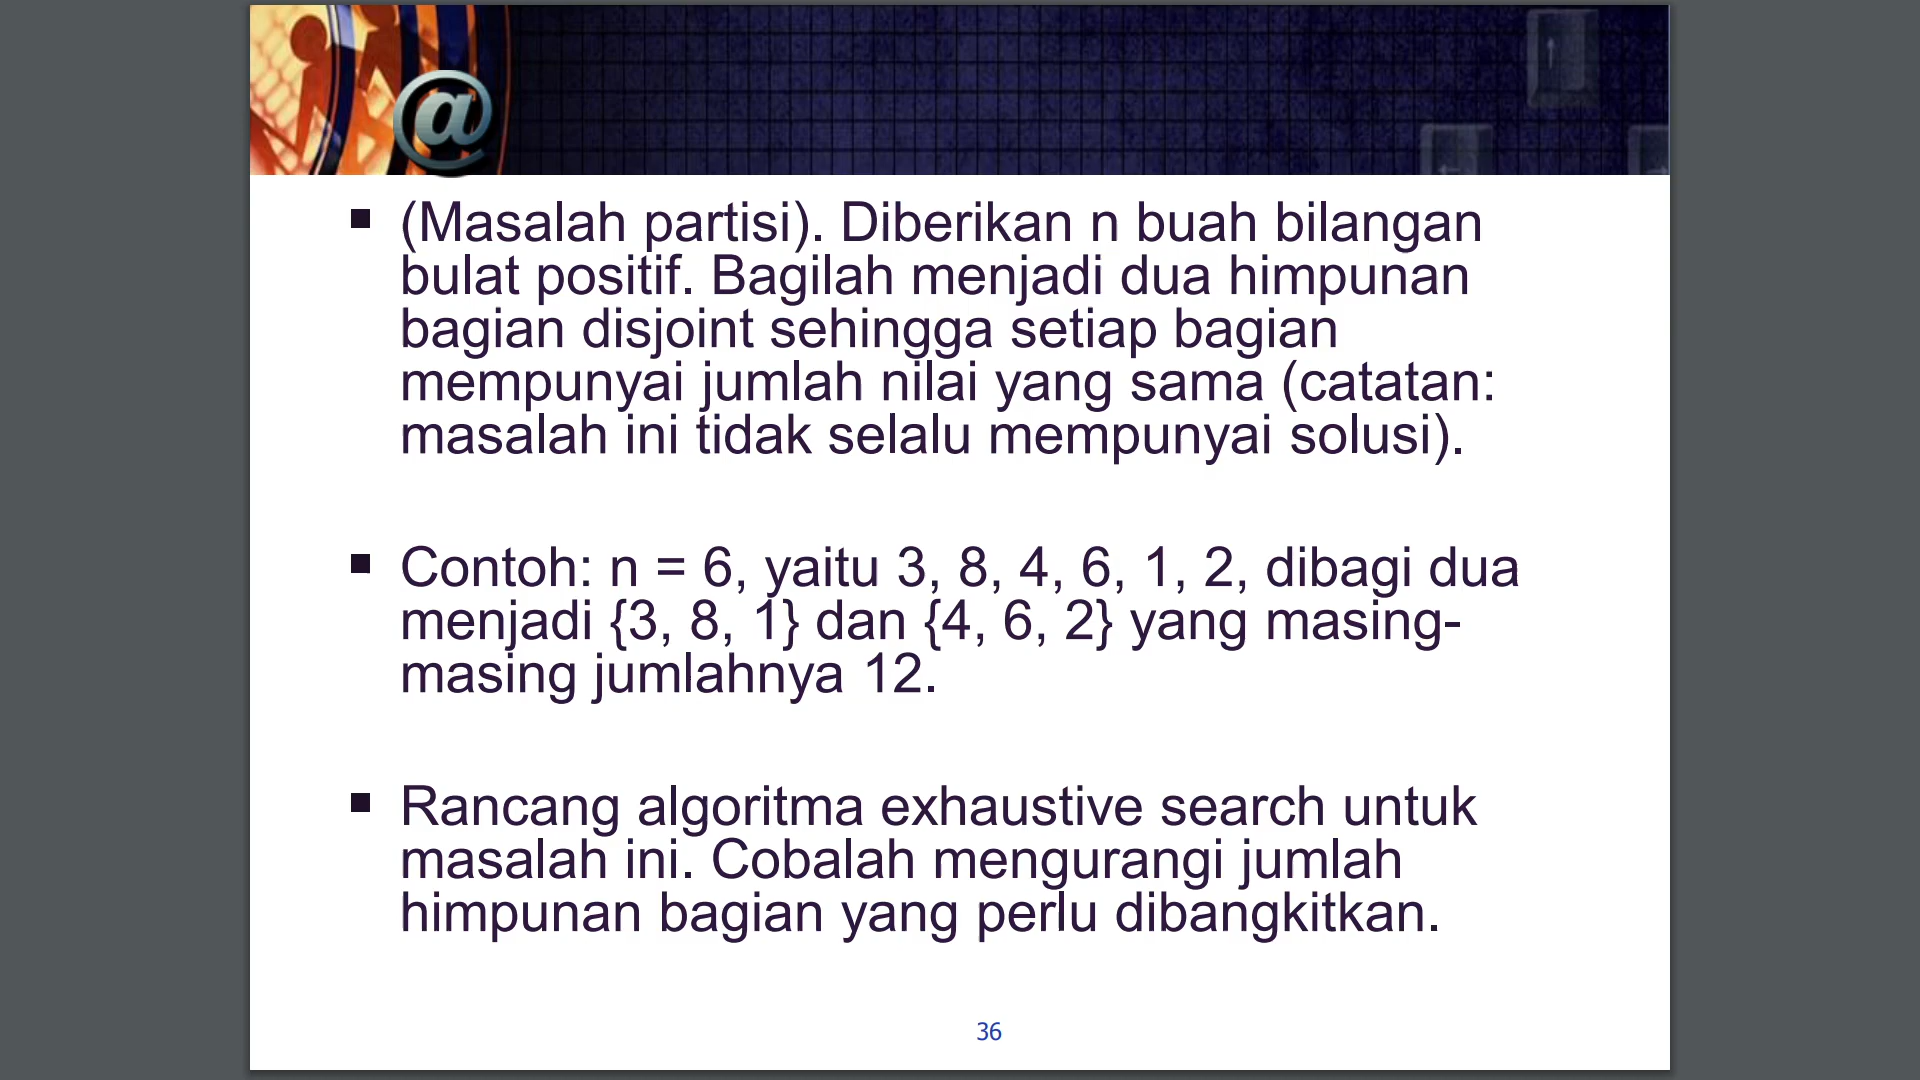 @
(Masalah partisi). Diberikan n buah bilangan
bulat positif. Bagilah menjadi dua himpunan
bagian disjoint sehingga setiap bagian
mempunyai jumlah nilai yang sama (catatan:
masalah ini tidak selalu mempunyai solusi).
Contoh: n = 6, yaitu 3, 8, 4, 6, 1, 2, dibagi dua
menjadi {3, 8, 1} dan {4, 6, 2} yang masing-
masing jumlahnya 12.
Rancang algoritma exhaustive search untuk
masalah ini. Cobalah mengurangi jumlah
himpunan bagian yang perlu dibangkitkan.
36